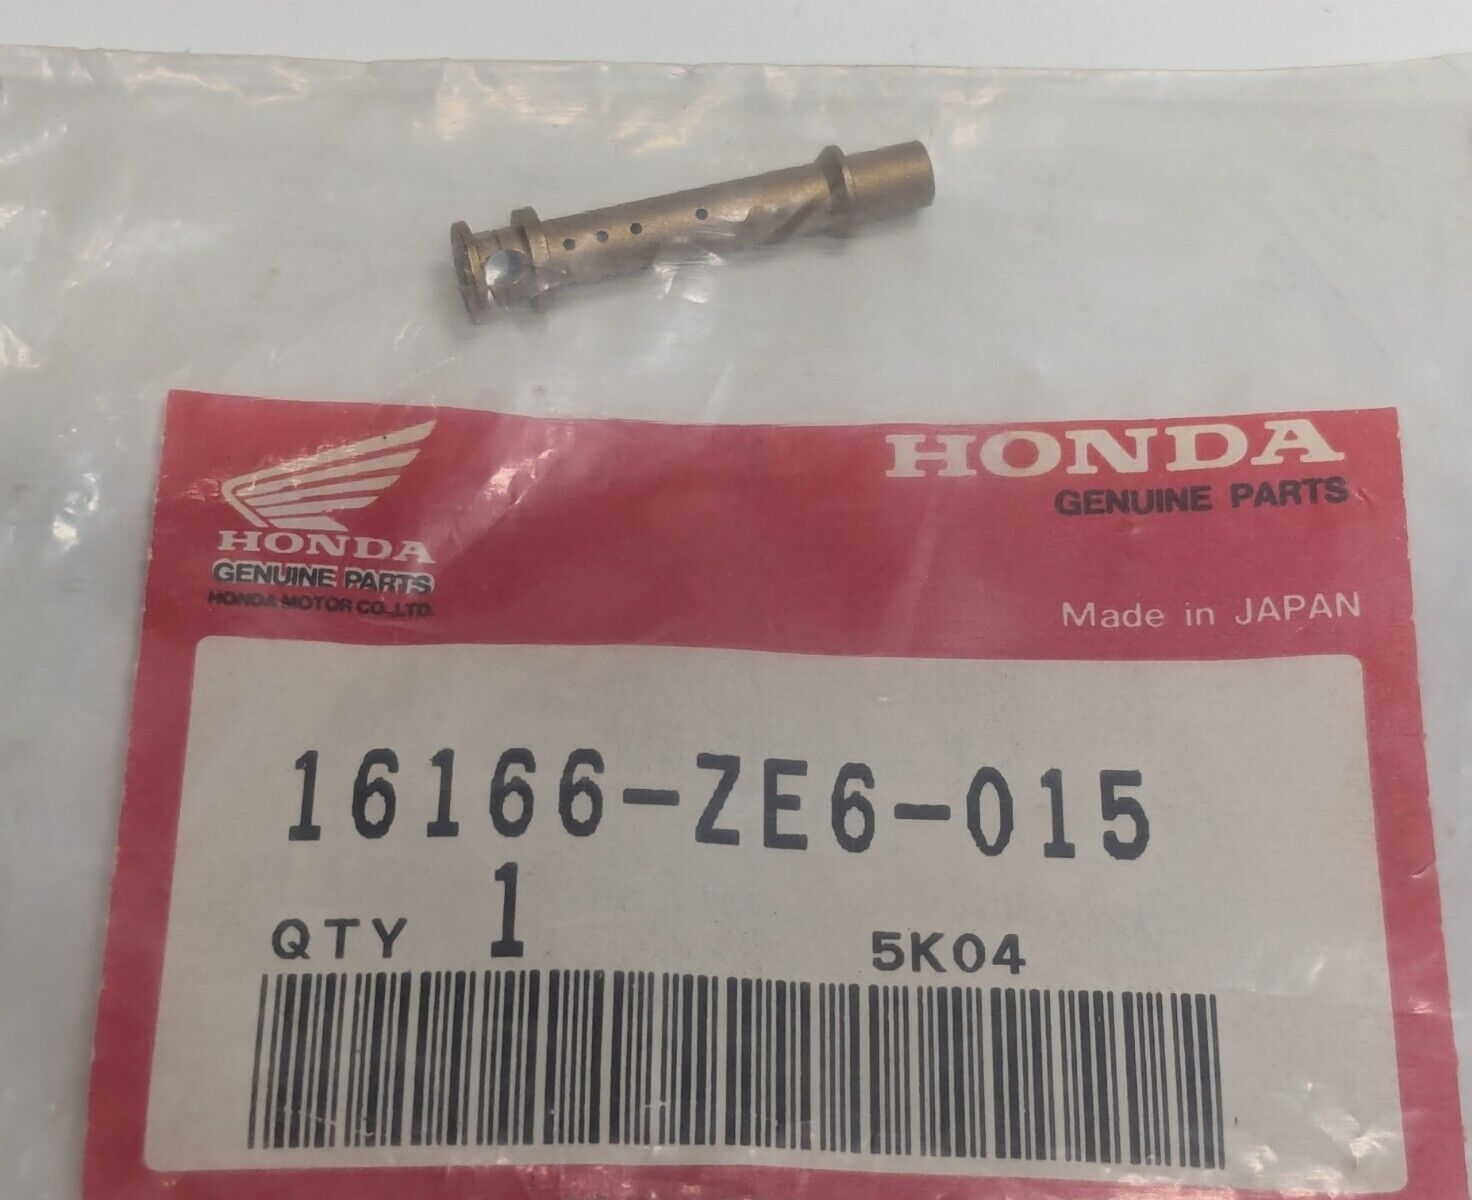 HONDA
GENUINE PARTS
HONDA
GENUINE PARTS
HONDA MOTOR CO.,LTD.
Made in JAPAN
16166-ZE6-015
QTY 1 5K04